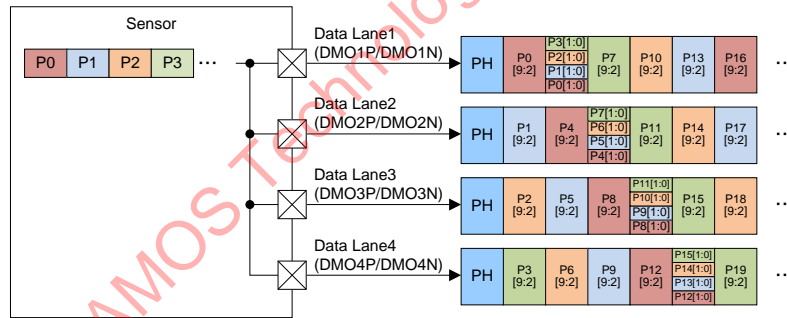 Sensor
P0 P1 P2 P3 ...
Data Lane1
(DMO1P/DMO1N)
PH P0 [9:2] P3[1:0] P2[1:0] P1[1:0] P0[1:0] P7 [9:2] P10 [9:2] P13 [9:2] P16 [9:2] ..
Data Lane2
(DMO2P/DMO2N)
PH P1 [9:2] P4 [9:2] P7[1:0] P6[1:0] P5[1:0] P4[1:0] P11 [9:2] P14 [9:2] P17 [9:2] ..
Data Lane3
(DMO3P/DMO3N)
PH P2 [9:2] P5 [9:2] P8 [9:2] P11[1:0] P10[1:0] P9[1:0] P8[1:0] P15 [9:2] P18 [9:2] ..
Data Lane4
(DMO4P/DMO4N)
PH P3 [9:2] P6 [9:2] P9 [9:2] P12 [9:2] P15[1:0] P14[1:0] P13[1:0] P12[1:0] P19 [9:2] ..
AMOS Technolog